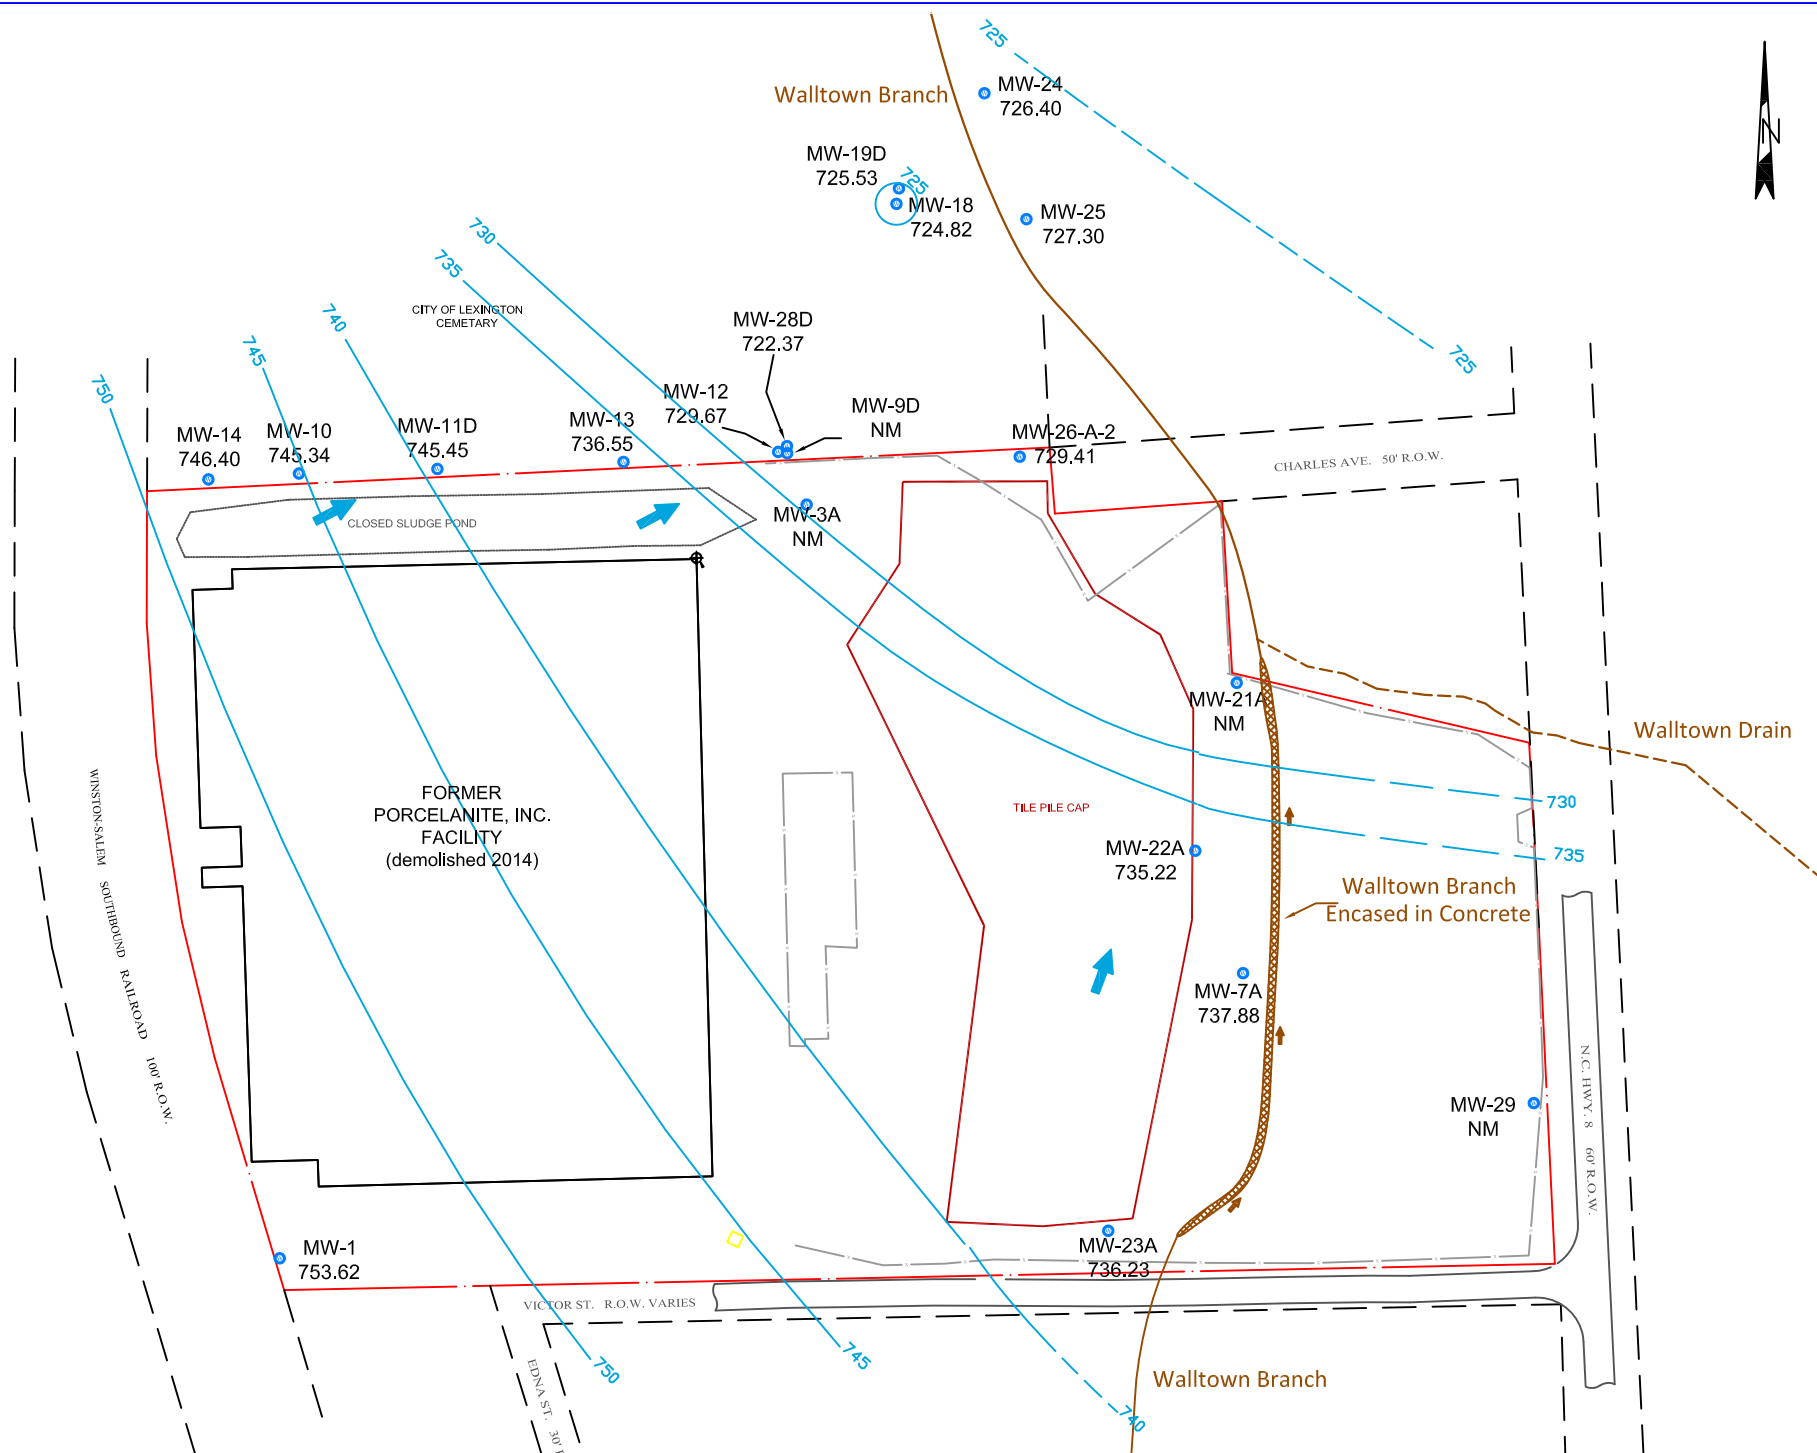 725
Walltown Branch
MW-24
726.40
N
MW-19D
725.53
725
MW-18
724.82
MW-25
727.30
730
735
740
745
750
725
CITY OF LEXINGTON
CEMETARY
MW-28D
722.37
MW-12
729.67
MW-9D
NM
MW-14
746.40
MW-10
745.34
MW-11D
745.45
MW-13
736.55
MW-26-A-2
729.41
CHARLES AVE. 50' R.O.W.
CLOSED SLUDGE POND
MW-3A
NM
MW-21A
NM
Walltown Drain
WINSTON-SALEM SOUTHBOUND RAILROAD 100' R.O.W.
FORMER
PORCELANITE, INC.
FACILITY
(demolished 2014)
TILE PILE CAP
730
735
MW-22A
735.22
Walltown Branch
Encased in Concrete
MW-7A
737.88
MW-29
NM
N.C. HWY. 8 60' R.O.W.
MW-1
753.62
MW-23A
736.23
VICTOR ST. R.O.W. VARIES
EDNA ST. 30'
750
745
740
Walltown Branch